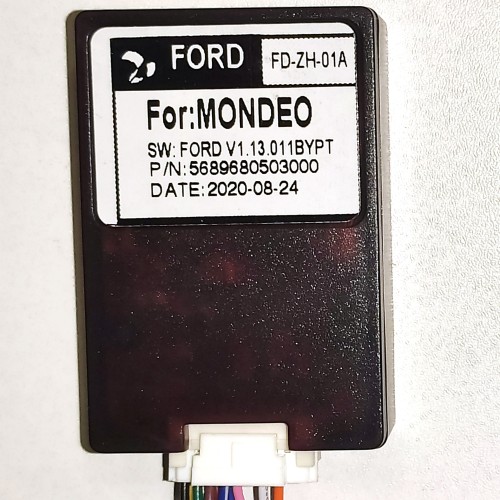 FORD FD-ZH-01A
For:MONDEO
SW: FORD V1.13.011BYPT
P/N:5689680503000
DATE:2020-08-24